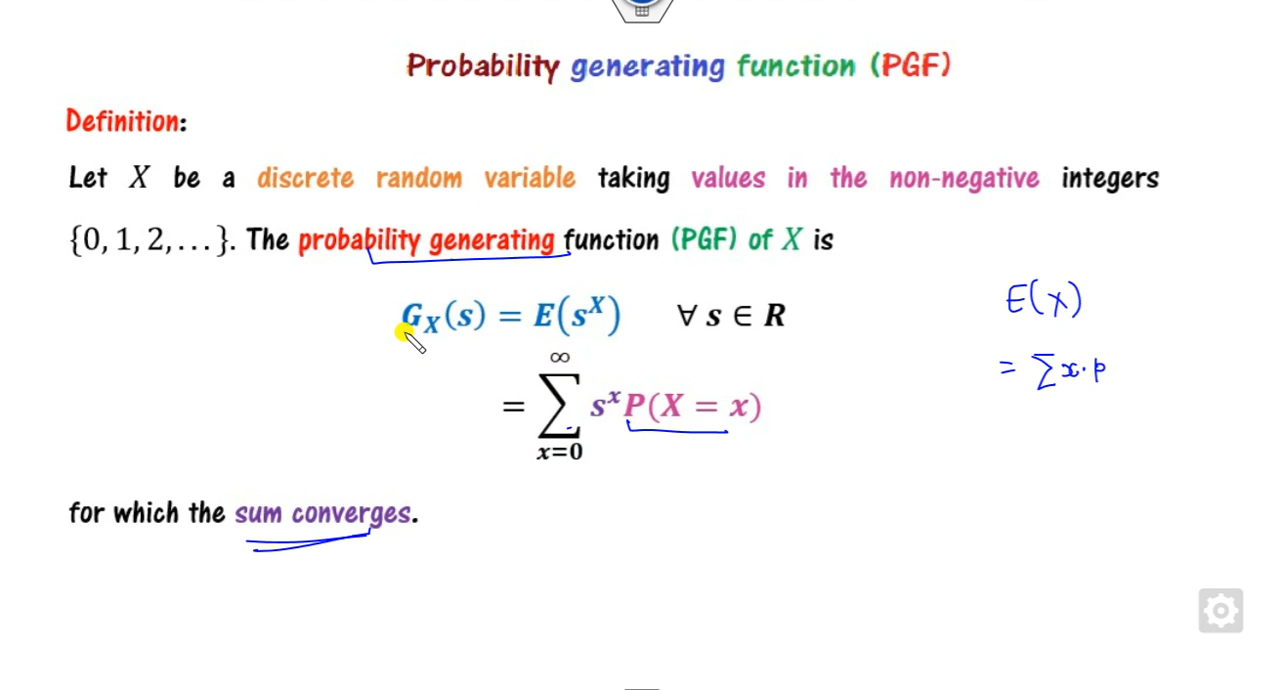 Probability generating function (PGF)
Definition:
Let X be a discrete random variable taking values in the non-negative integers
{0, 1, 2, . . . }. The probability generating function (PGF) of X is
G_X(s) = E(s^X) ∀ s ∈ R
E(x)
= ∑_{x=0}^{∞} s^x P(X = x)
= ∑x·p
for which the sum converges.